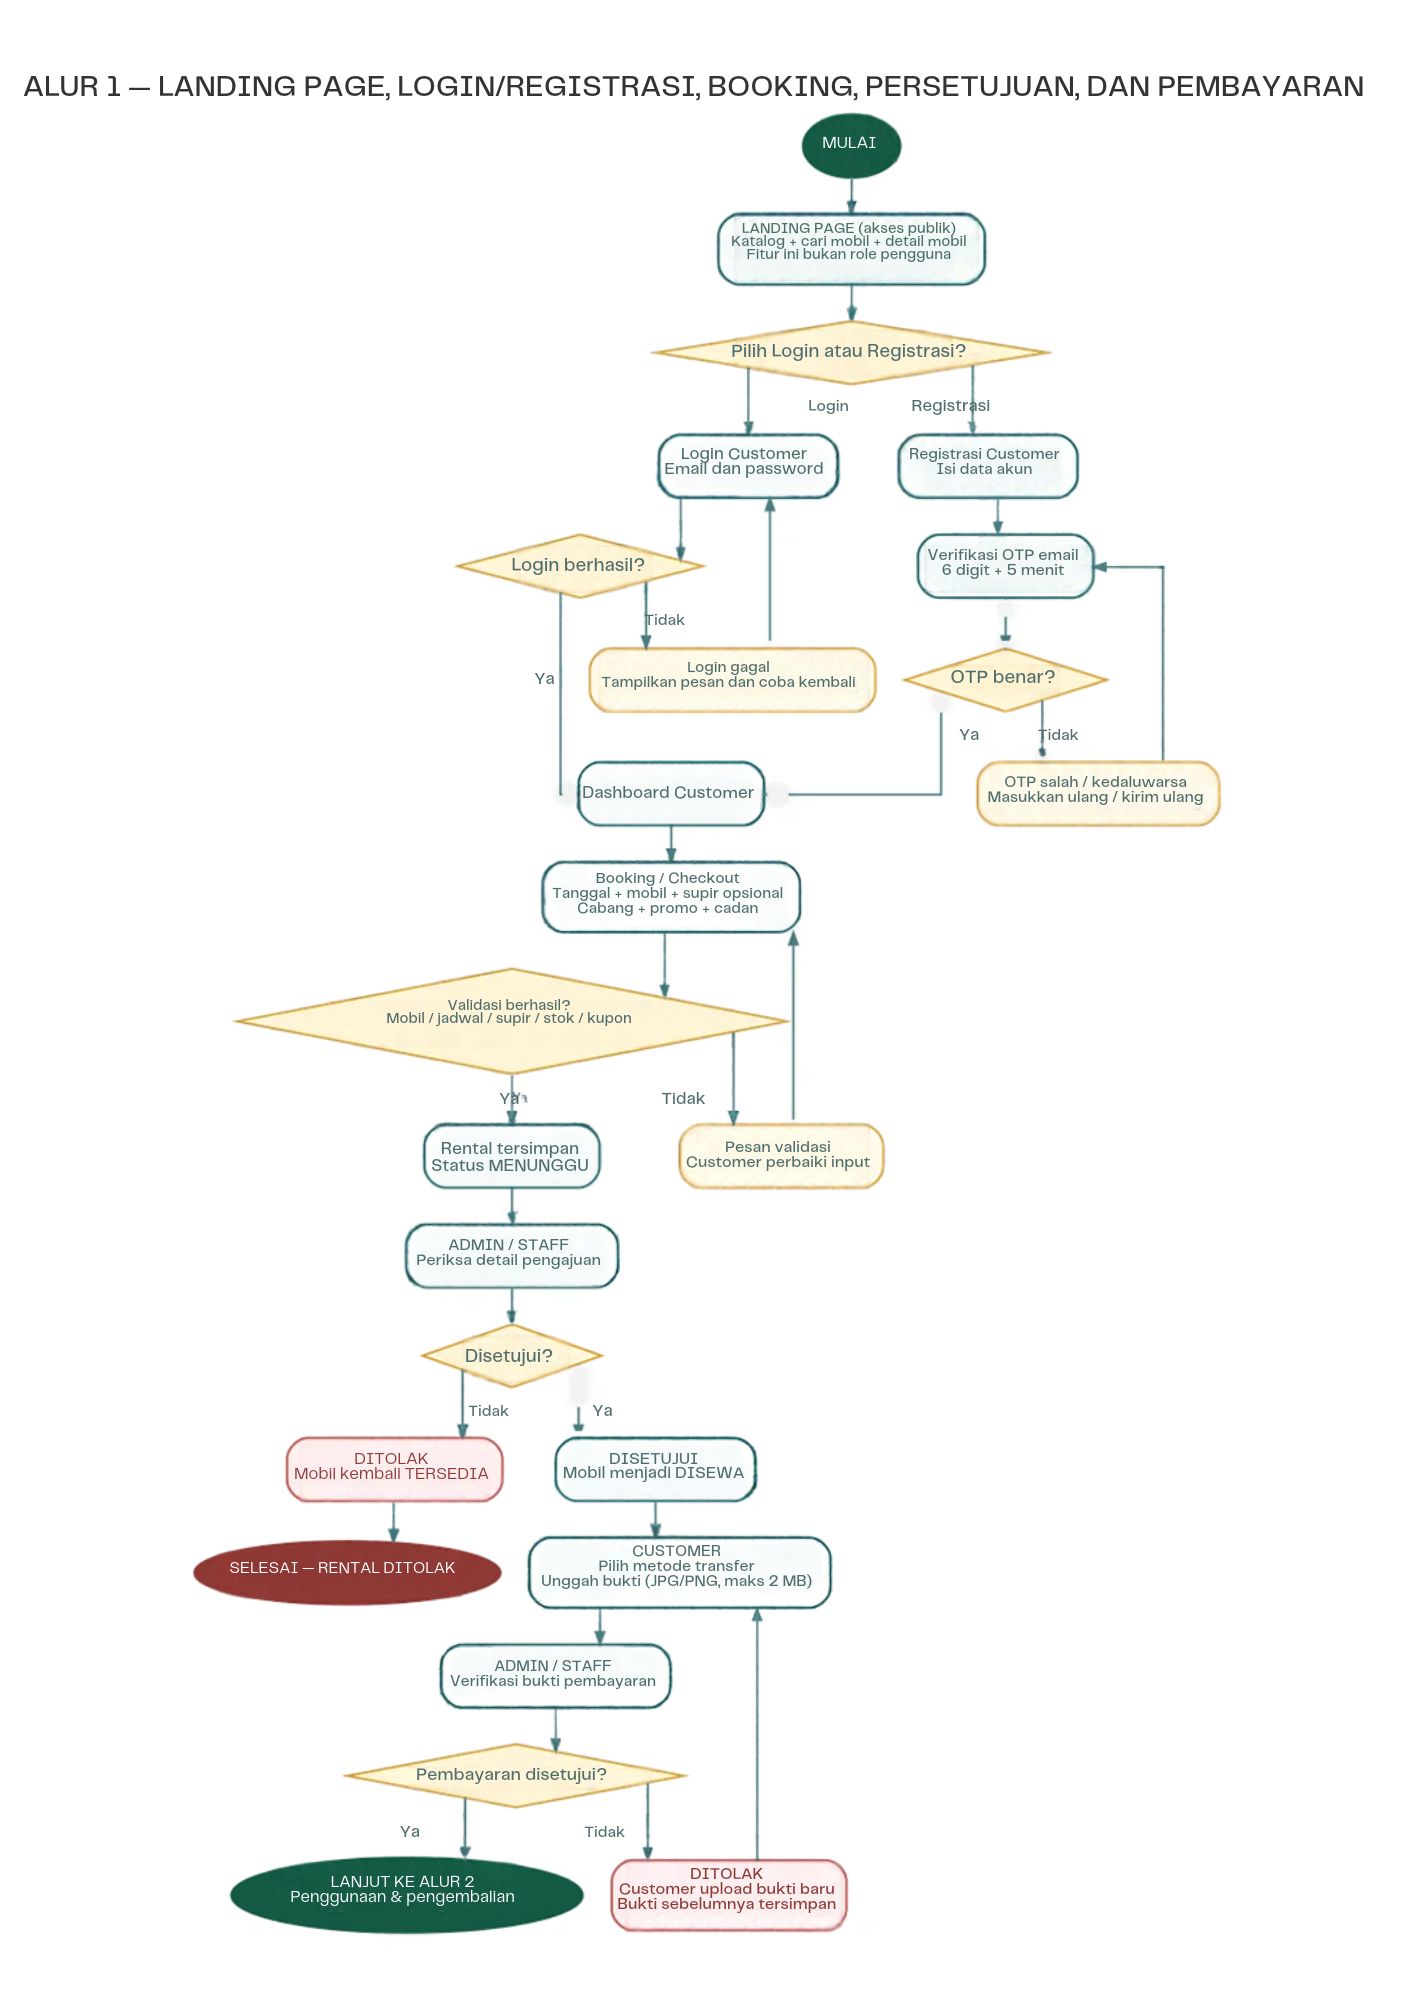 ALUR 1 — LANDING PAGE, LOGIN/REGISTRASI, BOOKING, PERSETUJUAN, DAN PEMBAYARAN
MULAI
LANDING PAGE (akses publik)
Katalog + cari mobil + detail mobil
Fitur ini bukan role pengguna
Pilih Login atau Registrasi?
Login
Registrasi
Login Customer
Email dan password
Registrasi Customer
Isi data akun
Login berhasil?
Verifikasi OTP email
6 digit + 5 menit
Tidak
Ya
Login gagal
Tampilkan pesan dan coba kembali
OTP benar?
Ya
Tidak
Dashboard Customer
OTP salah / kedaluwarsa
Masukkan ulang / kirim ulang
Booking / Checkout
Tanggal + mobil + supir opsional
Cabang + promo + cadan
Validasi berhasil?
Mobil / jadwal / supir / stok / kupon
Ya
Tidak
Rental tersimpan
Status MENUNGGU
Pesan validasi
Customer perbaiki input
ADMIN / STAFF
Periksa detail pengajuan
Disetujui?
Tidak
Ya
DITOLAK
Mobil kembali TERSEDIA
DISETUJUI
Mobil menjadi DISEWA
SELESAI — RENTAL DITOLAK
CUSTOMER
Pilih metode transfer
Unggah bukti (JPG/PNG, maks 2 MB)
ADMIN / STAFF
Verifikasi bukti pembayaran
Pembayaran disetujui?
Ya
Tidak
LANJUT KE ALUR 2
Penggunaan & pengembalian
DITOLAK
Customer upload bukti baru
Bukti sebelumnya tersimpan